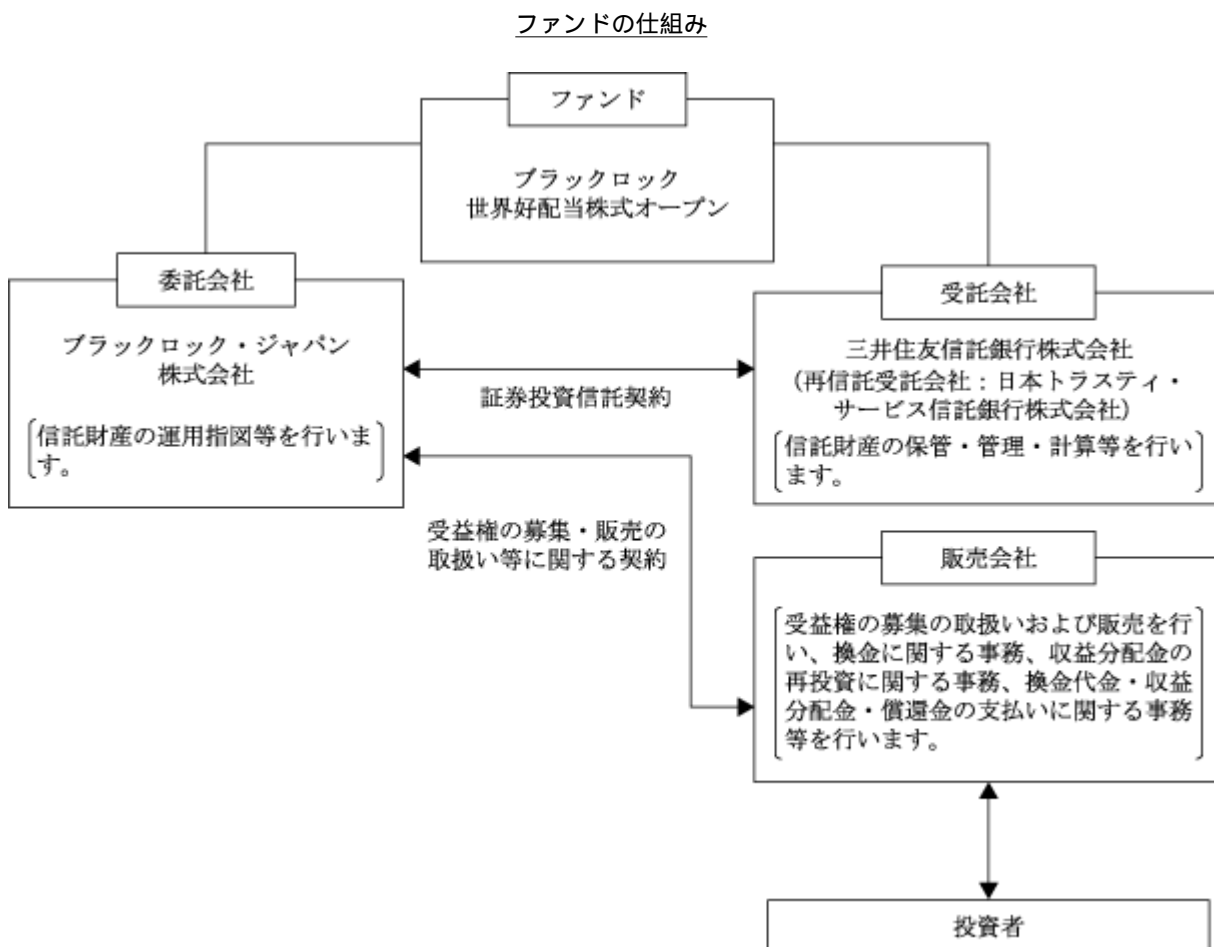 ファンドの仕組み
ファンド
ブラックロック
世界好配当株式オープン
委託会社
ブラックロック・ジャパン
株式会社
信託財産の運用指図等を行いま
す。
証券投資信託契約
受託会社
三井住友信託銀行株式会社
（再信託受託会社：日本トラスティ・
サービス信託銀行株式会社）
信託財産の保管・管理・計算等を行い
ます。
受益権の募集・販売の
取扱い等に関する契約
販売会社
受益権の募集の取扱いおよび販売を行
い、換金に関する事務、収益分配金の
再投資に関する事務、換金代金・収益
分配金・償還金の支払いに関する事務
等を行います。
投資者